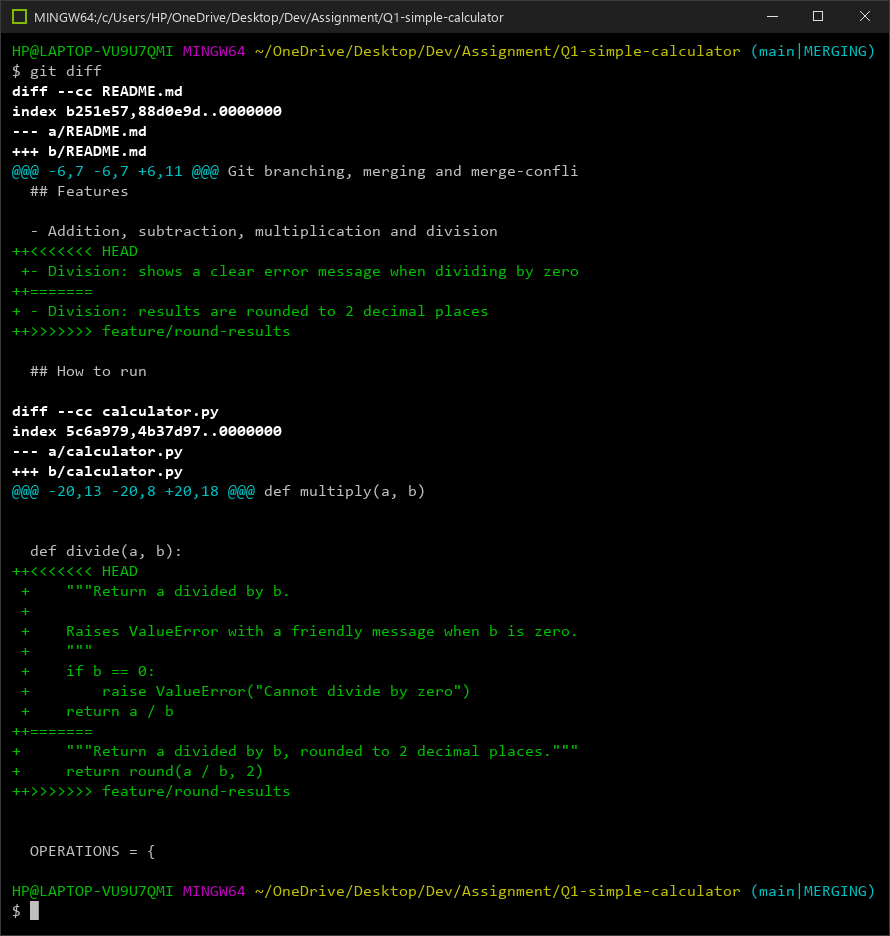 MINGW64:/c/Users/HP/OneDrive/Desktop/Dev/Assignment/Q1-simple-calculator
HP@LAPTOP-VU9U7QMI MINGW64 ~/OneDrive/Desktop/Dev/Assignment/Q1-simple-calculator (main|MERGING)
$ git diff
diff --cc README.md
index b251e57,88d0e9d..0000000
--- a/README.md
+++ b/README.md
@@@ -6,7 -6,7 +6,11 @@@ Git branching, merging and merge-confli
  ## Features

  - Addition, subtraction, multiplication and division
++<<<<<<< HEAD
 +- Division: shows a clear error message when dividing by zero
++=======
+ - Division: results are rounded to 2 decimal places
++>>>>>>> feature/round-results

  ## How to run

diff --cc calculator.py
index 5c6a979,4b37d97..0000000
--- a/calculator.py
+++ b/calculator.py
@@@ -20,13 -20,8 +20,18 @@@ def multiply(a, b)


  def divide(a, b):
++<<<<<<< HEAD
 +    """Return a divided by b.
 +
 +    Raises ValueError with a friendly message when b is zero.
 +    """
 +    if b == 0:
 +        raise ValueError("Cannot divide by zero")
 +    return a / b
++=======
+     """Return a divided by b, rounded to 2 decimal places."""
+     return round(a / b, 2)
++>>>>>>> feature/round-results


  OPERATIONS = {

HP@LAPTOP-VU9U7QMI MINGW64 ~/OneDrive/Desktop/Dev/Assignment/Q1-simple-calculator (main|MERGING)
$